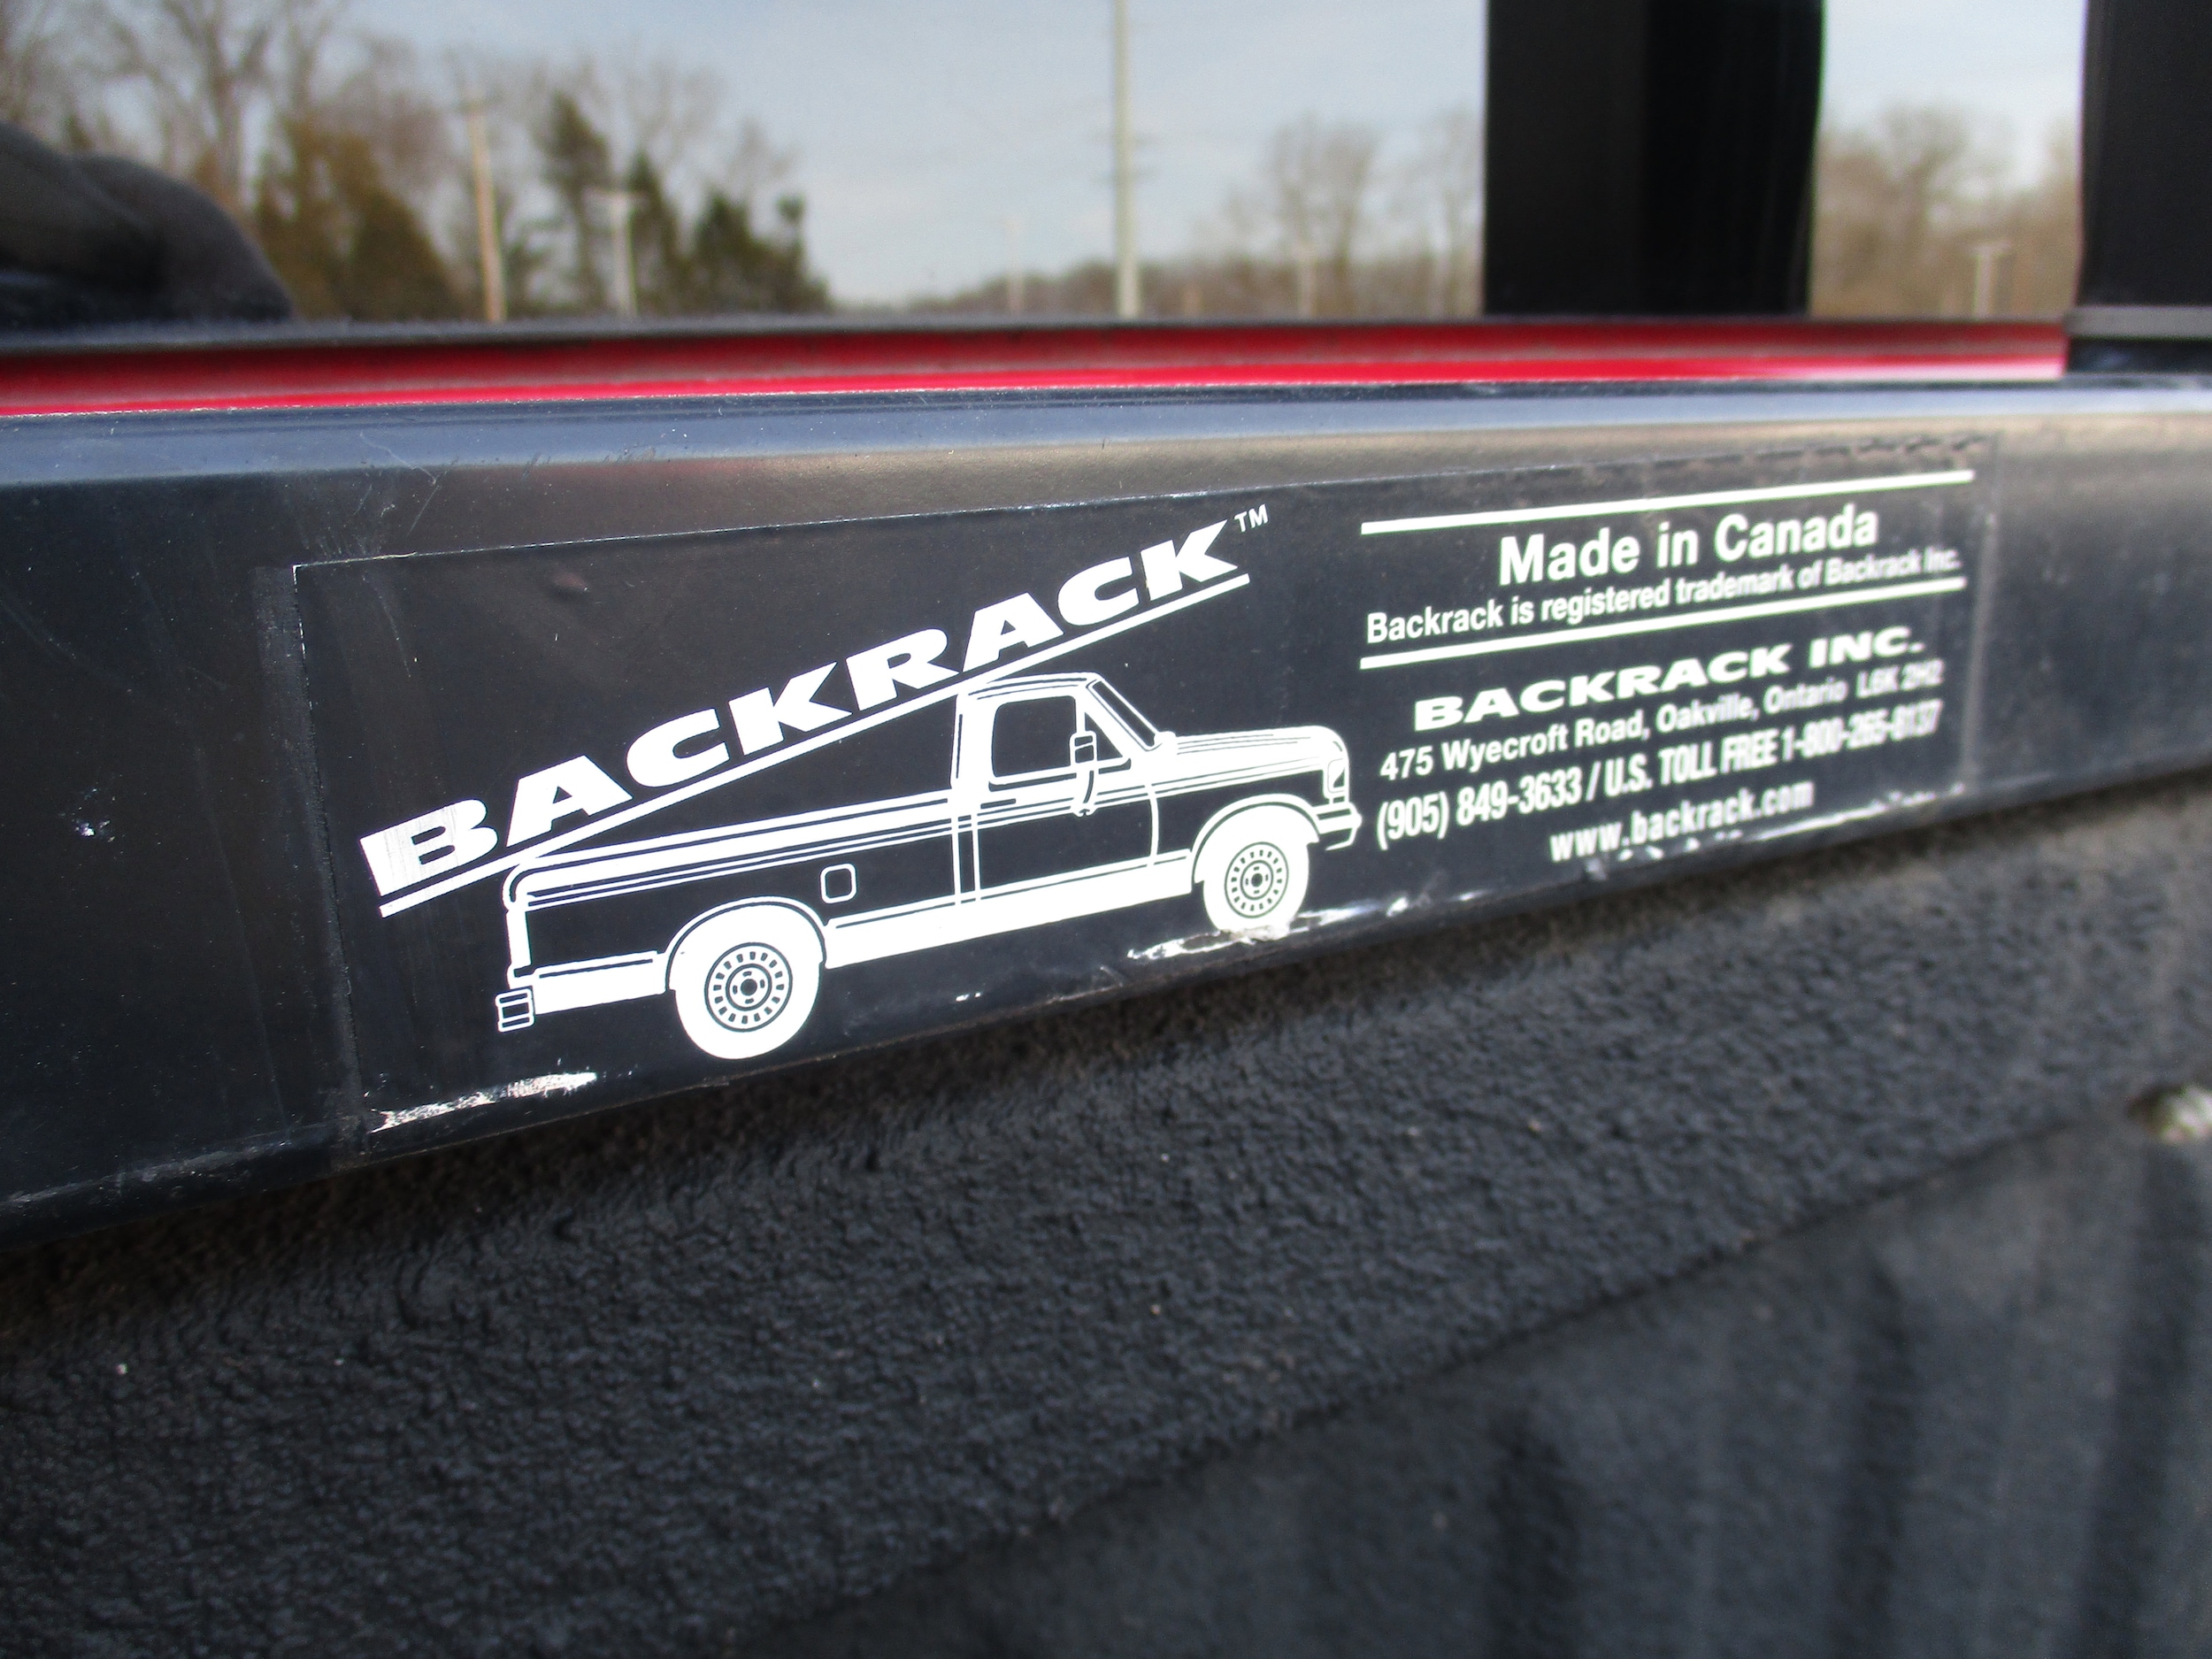 BACKRACK™
Made in Canada
Backrack is registered trademark of Backrack Inc.
BACKRACK INC.
475 Wyecroft Road, Oakville, Ontario L6K 2H2
(905) 849-3633 / U.S. TOLL FREE 1-800-265-8137
www.backrack.com